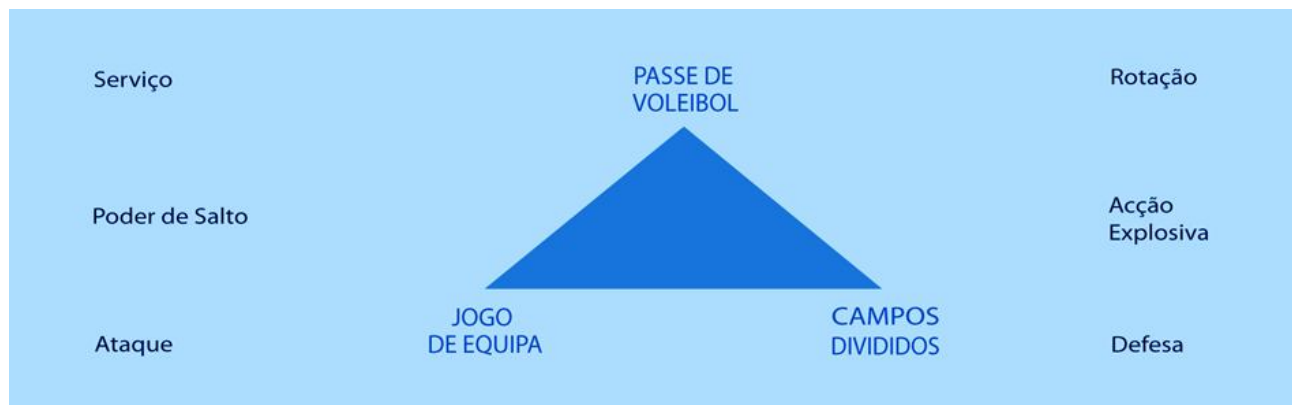 Serviço
PASSE DE
VOLEIBOL
Rotação
Poder de Salto
Acção
Explosiva
Ataque
JOGO
DE EQUIPA
CAMPOS
DIVIDIDOS
Defesa